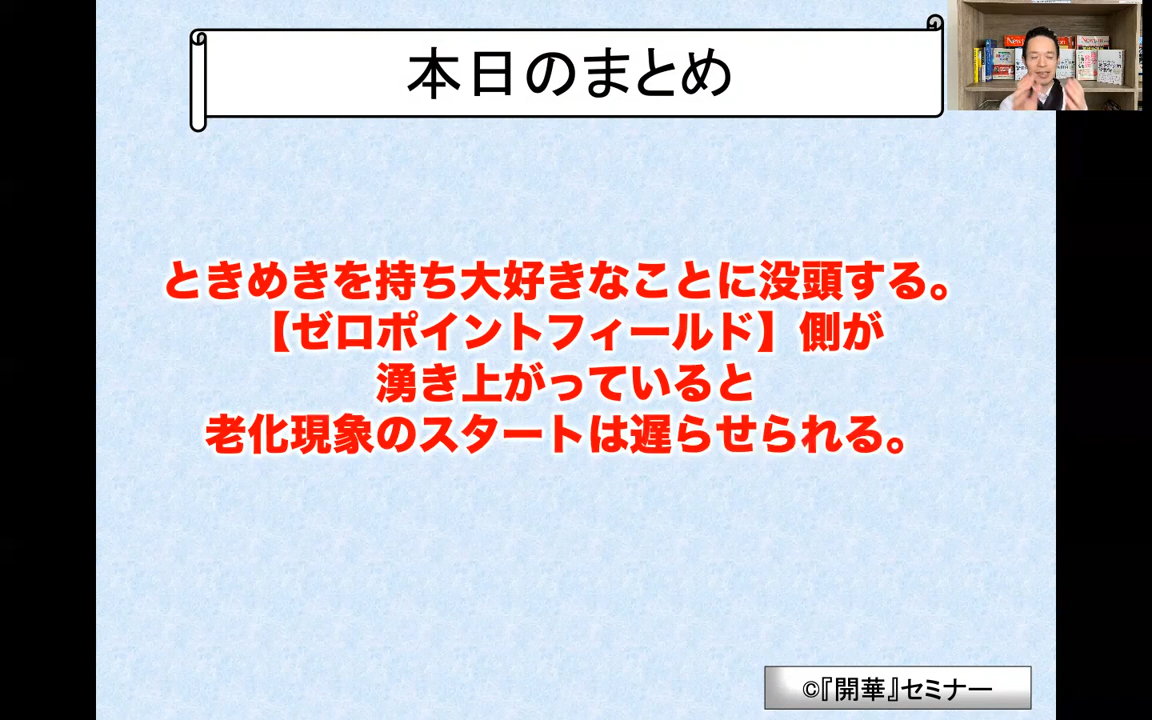 本日のまとめ
ときめきを持ち大好きなことに没頭する。
【ゼロポイントフィールド】側が
湧き上がっていると
老化現象のスタートは遅らせられる。
©『開華』セミナー